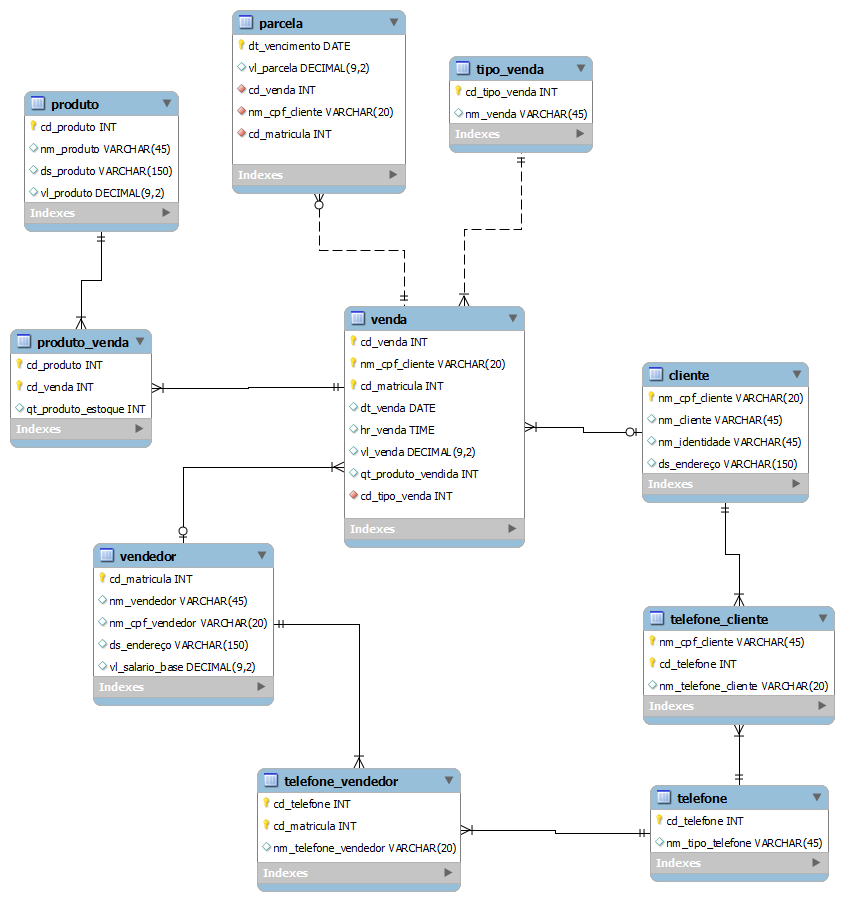 parcela
dt_vencimento DATE
vl_parcela DECIMAL(9,2)
cd_venda INT
nm_cpf_cliente VARCHAR(20)
cd_matricula INT
Indexes
tipo_venda
cd_tipo_venda INT
nm_venda VARCHAR(45)
Indexes
produto
cd_produto INT
nm_produto VARCHAR(45)
ds_produto VARCHAR(150)
vl_produto DECIMAL(9,2)
Indexes
produto_venda
cd_produto INT
cd_venda INT
qt_produto_estoque INT
Indexes
venda
cd_venda INT
nm_cpf_cliente VARCHAR(20)
cd_matricula INT
dt_venda DATE
hr_venda TIME
vl_venda DECIMAL(9,2)
qt_produto_vendida INT
cd_tipo_venda INT
Indexes
cliente
nm_cpf_cliente VARCHAR(20)
nm_cliente VARCHAR(45)
nm_identidade VARCHAR(45)
ds_endereço VARCHAR(150)
Indexes
vendedor
cd_matricula INT
nm_vendedor VARCHAR(45)
nm_cpf_vendedor VARCHAR(20)
ds_endereço VARCHAR(150)
vl_salario_base DECIMAL(9,2)
Indexes
telefone_cliente
nm_cpf_cliente VARCHAR(45)
cd_telefone INT
nm_telefone_cliente VARCHAR(20)
Indexes
telefone_vendedor
cd_telefone INT
cd_matricula INT
nm_telefone_vendedor VARCHAR(20)
Indexes
telefone
cd_telefone INT
nm_tipo_telefone VARCHAR(45)
Indexes